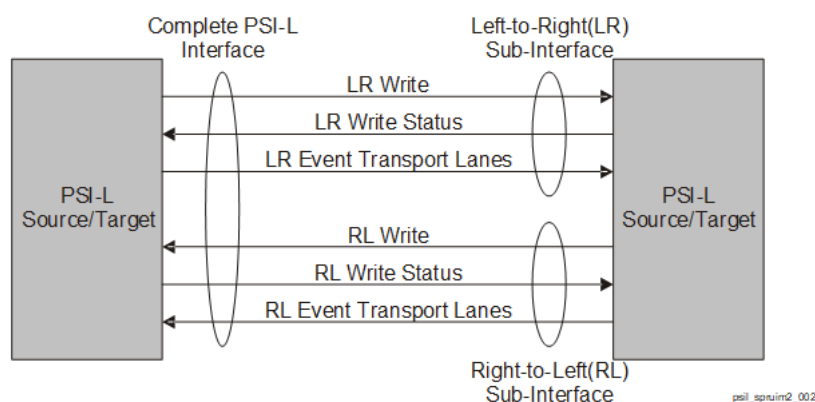 Complete PSI-L
Interface
Left-to-Right(LR)
Sub-Interface
LR Write
LR Write Status
LR Event Transport Lanes
PSI-L
Source/Target
PSI-L
Source/Target
RL Write
RL Write Status
RL Event Transport Lanes
Right-to-Left(RL)
Sub-Interface
psil_spruim2_002